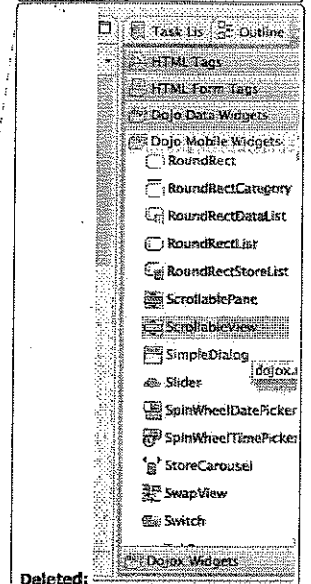 Task Lis Outline
HTML Tags
HTML Form Tags
Dojo Data Widgets
Dojo Mobile Widgets
RoundRect
RoundRectCategory
RoundRectDataList
RoundRectList
RoundRectStoreList
ScrollablePane
ScrollableView
SimpleDialog
dojox.
Slider
SpinWheelDatePicker
SpinWheelTimePicker
StoreCarousel
SwapView
Switch
Dojox Widgets
Deleted: